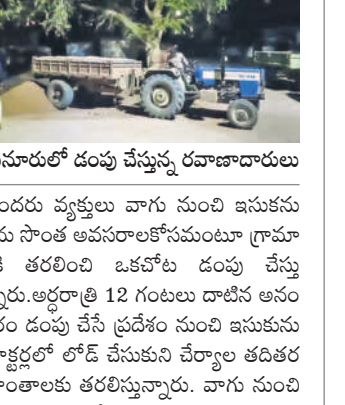 నూరులో డంపు చేస్తున్న రవాణాదారులు
ందరు వ్యక్తులు వాగు నుంచి ఇసుకను
సొంత అవసరాలకోసమంటూ గ్రామా
తరలించి ఒకచోట డంపు చేస్తు
న్నారు.అర్ధరాత్రి 12 గంటలు దాటిన అనం
రం డంపు చేసే ప్రదేశం నుంచి ఇసుకును
క్టర్లలో లోడ్ చేసుకుని చేర్యాల తదితర
ంతాలకు తరలిస్తున్నారు. వాగు నుంచి